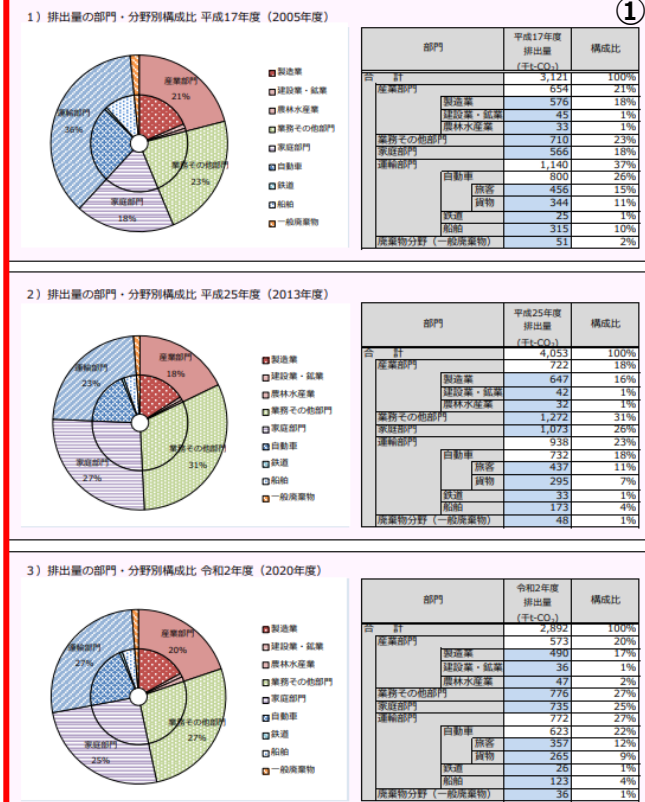 ①
1）排出量の部門・分野別構成比 平成17年度（2005年度）
産業部門
21%
業務その他部門
23%
家庭部門
18%
運輸部門
36%
製造業
建設業・鉱業
農林水産業
業務その他部門
家庭部門
自動車
鉄道
船舶
一般廃棄物
部門 平成17年度 排出量 (千t-CO₂) 構成比
合 計 3,121 100%
産業部門 654 21%
製造業 576 18%
建設業・鉱業 45 1%
農林水産業 33 1%
業務その他部門 710 23%
家庭部門 566 18%
運輸部門 1,140 37%
自動車 800 26%
旅客 456 15%
貨物 344 11%
鉄道 25 1%
船舶 315 10%
廃棄物分野（一般廃棄物） 51 2%
2）排出量の部門・分野別構成比 平成25年度（2013年度）
産業部門
18%
業務その他部門
31%
家庭部門
27%
運輸部門
23%
製造業
建設業・鉱業
農林水産業
業務その他部門
家庭部門
自動車
鉄道
船舶
一般廃棄物
部門 平成25年度 排出量 (千t-CO₂) 構成比
合 計 4,053 100%
産業部門 722 18%
製造業 647 16%
建設業・鉱業 42 1%
農林水産業 32 1%
業務その他部門 1,272 31%
家庭部門 1,073 26%
運輸部門 938 23%
自動車 732 18%
旅客 437 11%
貨物 295 7%
鉄道 33 1%
船舶 173 4%
廃棄物分野（一般廃棄物） 48 1%
3）排出量の部門・分野別構成比 令和2年度（2020年度）
産業部門
20%
業務その他部門
27%
家庭部門
25%
運輸部門
27%
製造業
建設業・鉱業
農林水産業
業務その他部門
家庭部門
自動車
鉄道
船舶
一般廃棄物
部門 令和2年度 排出量 (千t-CO₂) 構成比
合 計 2,892 100%
産業部門 573 20%
製造業 490 17%
建設業・鉱業 36 1%
農林水産業 47 2%
業務その他部門 776 27%
家庭部門 735 25%
運輸部門 772 27%
自動車 623 22%
旅客 357 12%
貨物 265 9%
鉄道 26 1%
船舶 123 4%
廃棄物分野（一般廃棄物） 36 1%